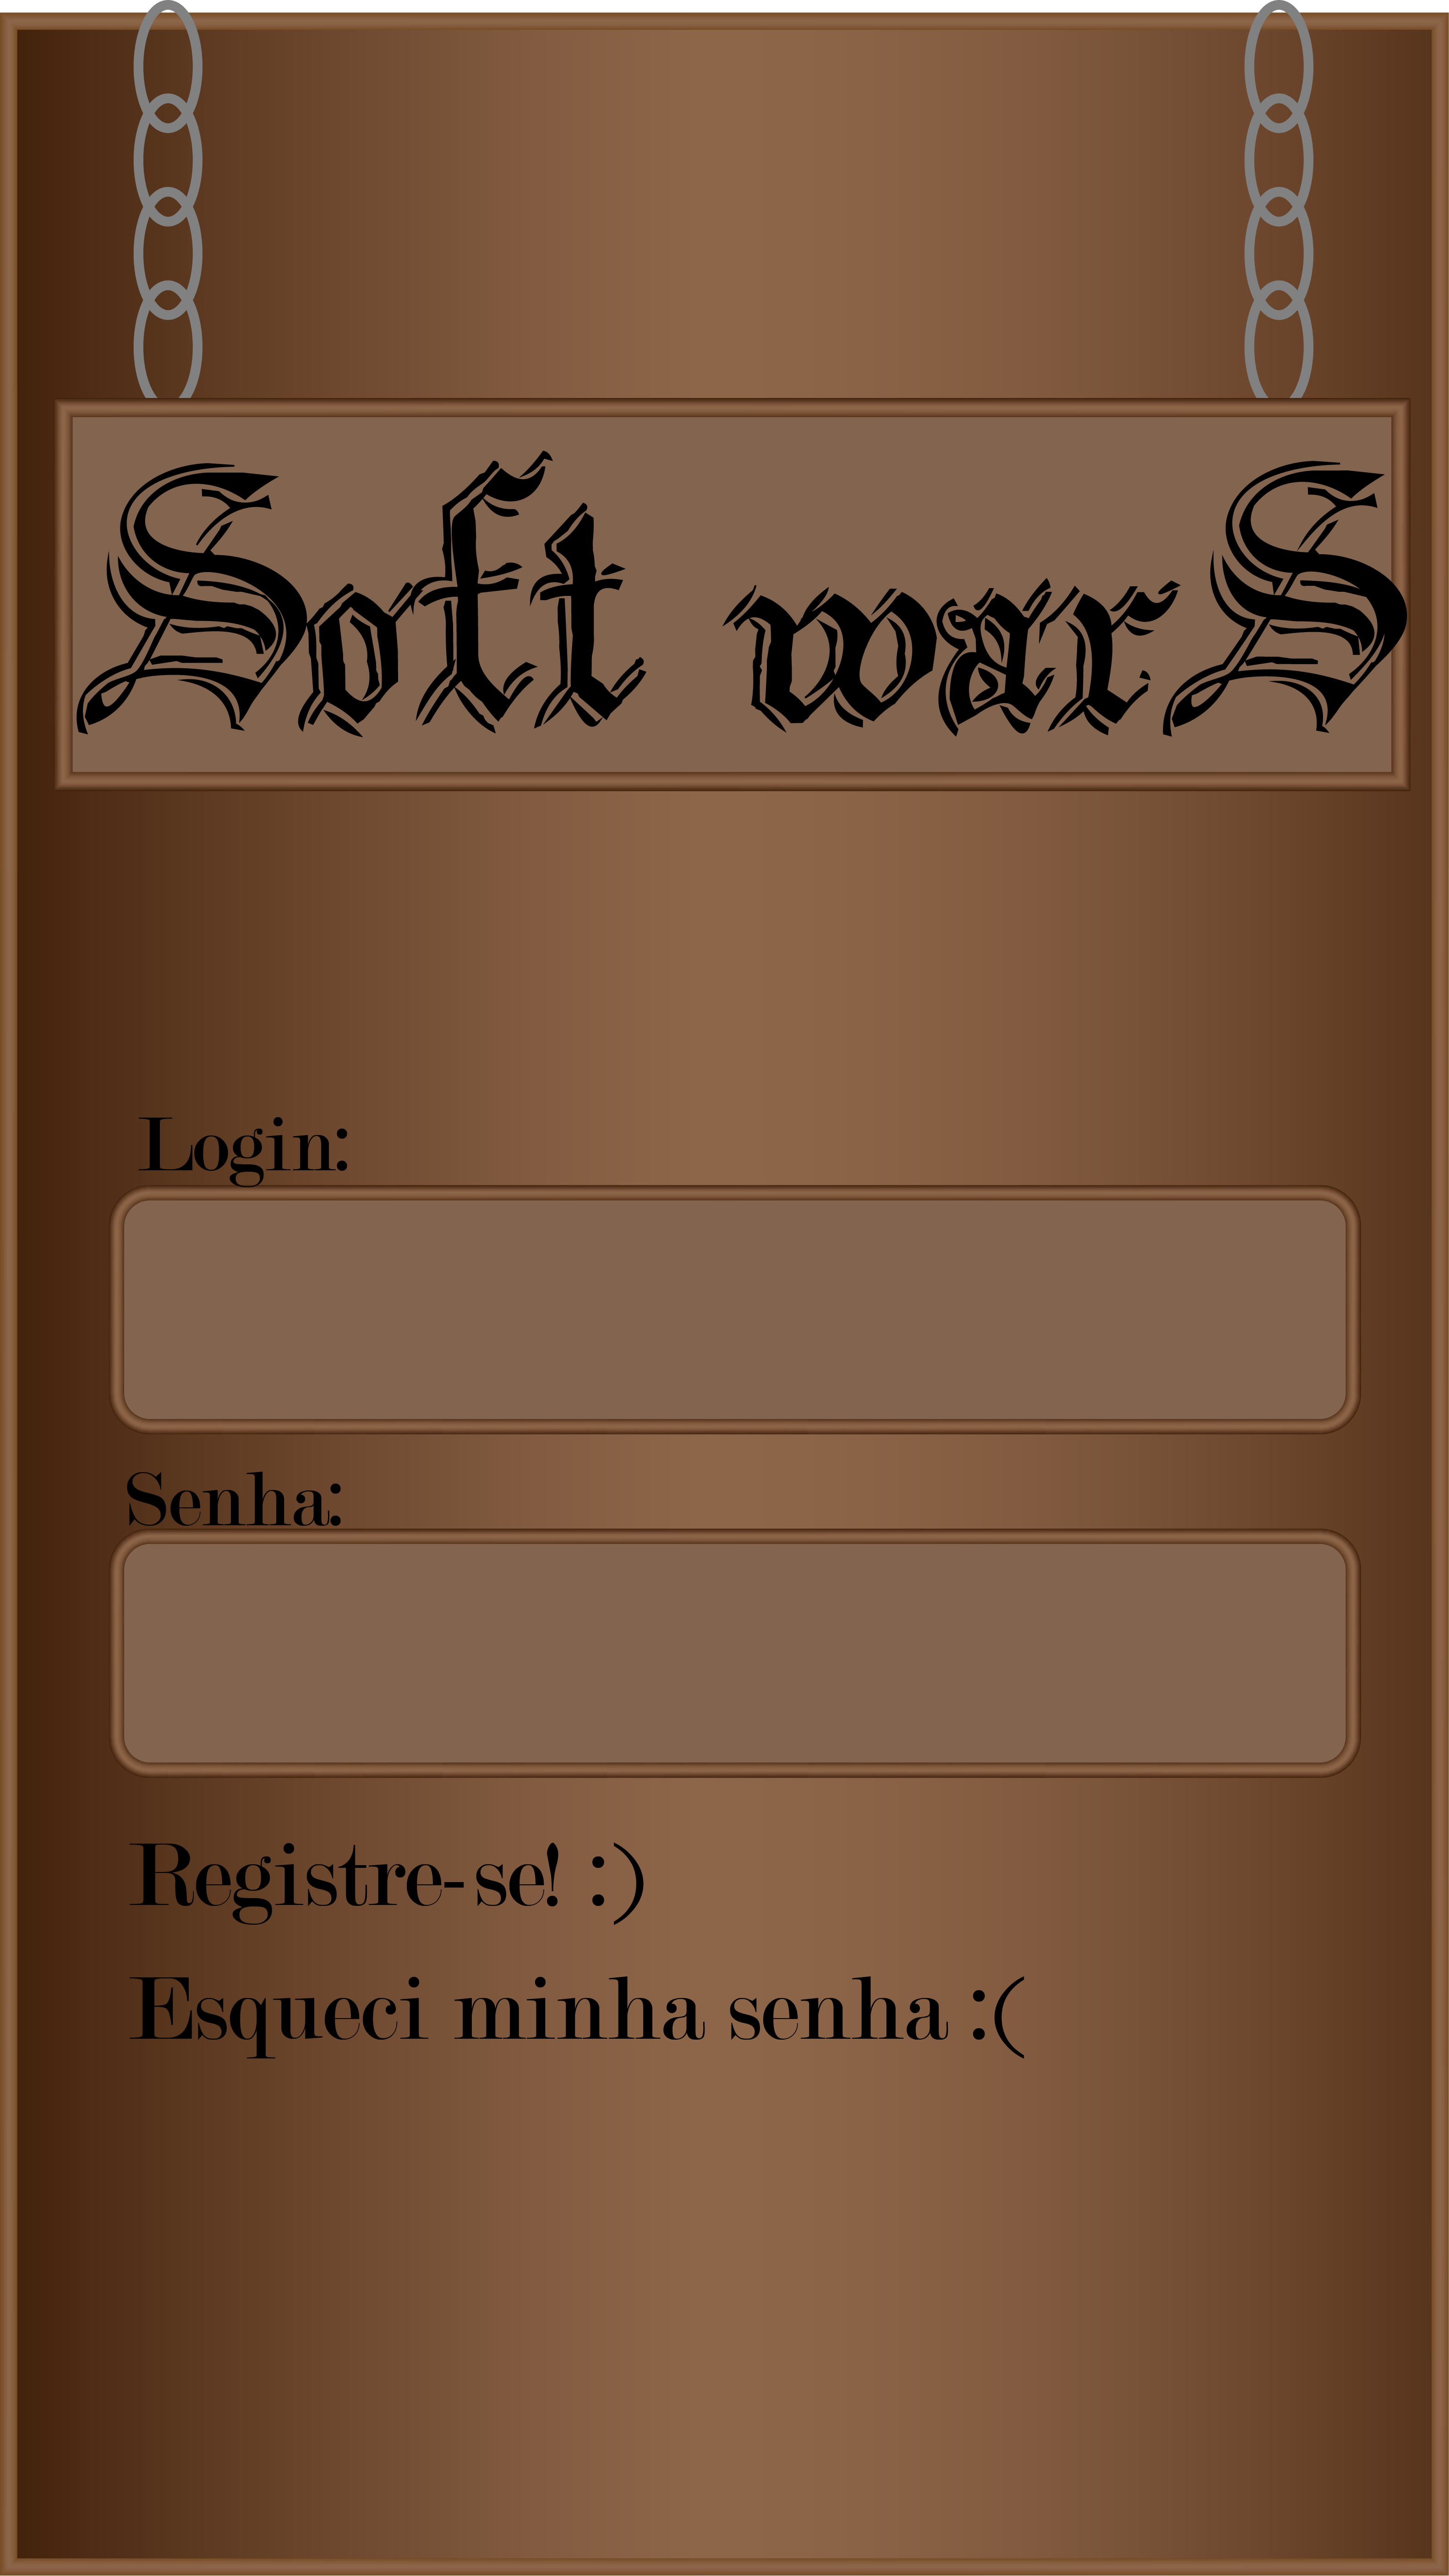 Soft warS
Login:
Senha:
Registre-se! :)
Esqueci minha senha :(